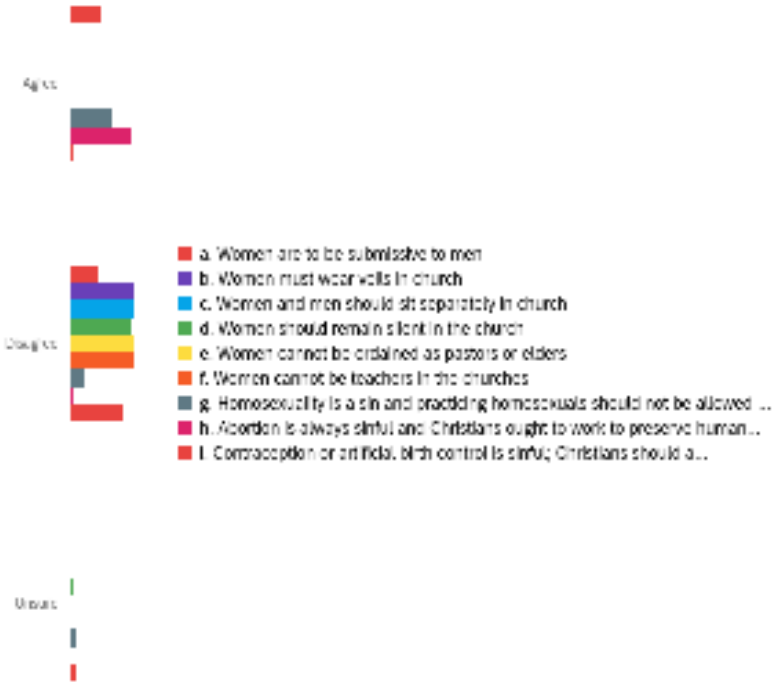 Agree
a. Women are to be submissive to men
b. Women must wear veils in church
c. Women and men should sit separately in church
d. Women should remain silent in the church
Disagree
e. Women cannot be ordained as pastors or elders
f. Women cannot be teachers in the churches
g. Homosexuality is a sin and practicing homosexuals should not be allowed ...
h. Abortion is always sinful and Christians ought to work to preserve human...
i. Contraception or artificial birth control is sinful; Christians should a...
Unsure